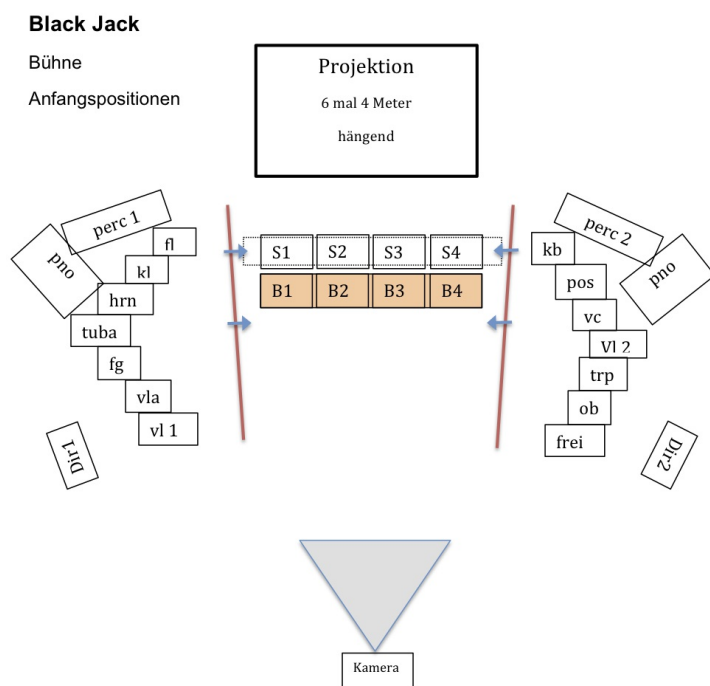 Black Jack
Bühne
Anfangspositionen
Projektion
6 mal 4 Meter
hängend
perc 1
pno
fl
kl
hrn
tuba
fg
vla
vl 1
Dir1
S1 S2 S3 S4
B1 B2 B3 B4
perc 2
pno
kb
pos
vc
Vl 2
trp
ob
frei
Dir2
Kamera